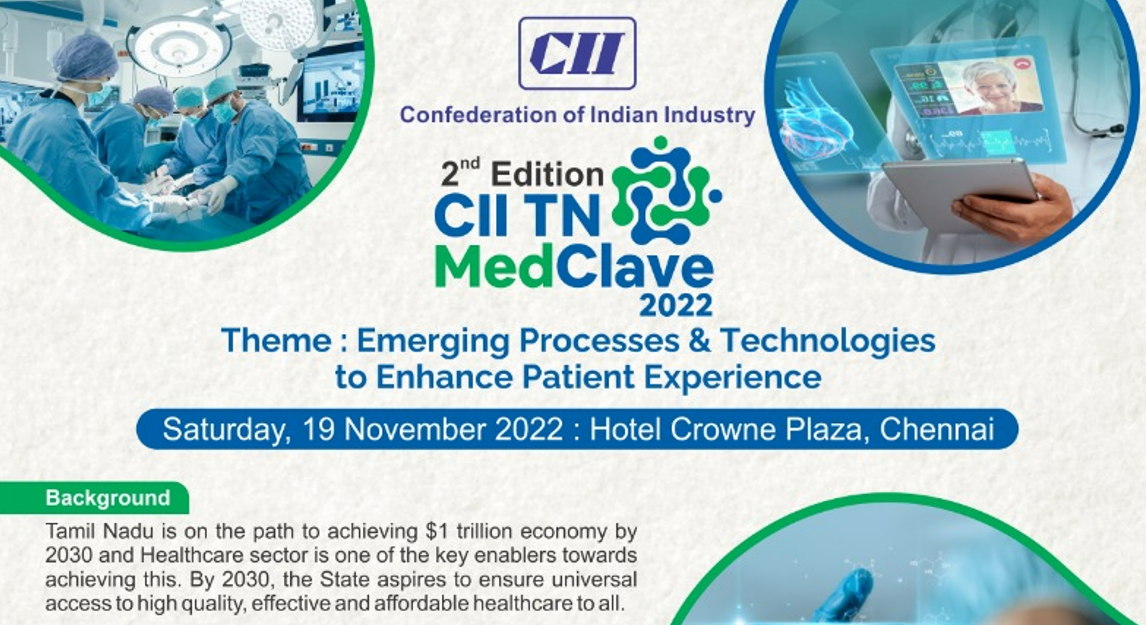 CII
Confederation of Indian Industry
2nd Edition
CII TN
MedClave
2022
Theme : Emerging Processes & Technologies
to Enhance Patient Experience
Saturday, 19 November 2022 : Hotel Crowne Plaza, Chennai
Background
Tamil Nadu is on the path to achieving $1 trillion economy by
2030 and Healthcare sector is one of the key enablers towards
achieving this. By 2030, the State aspires to ensure universal
access to high quality, effective and affordable healthcare to all.